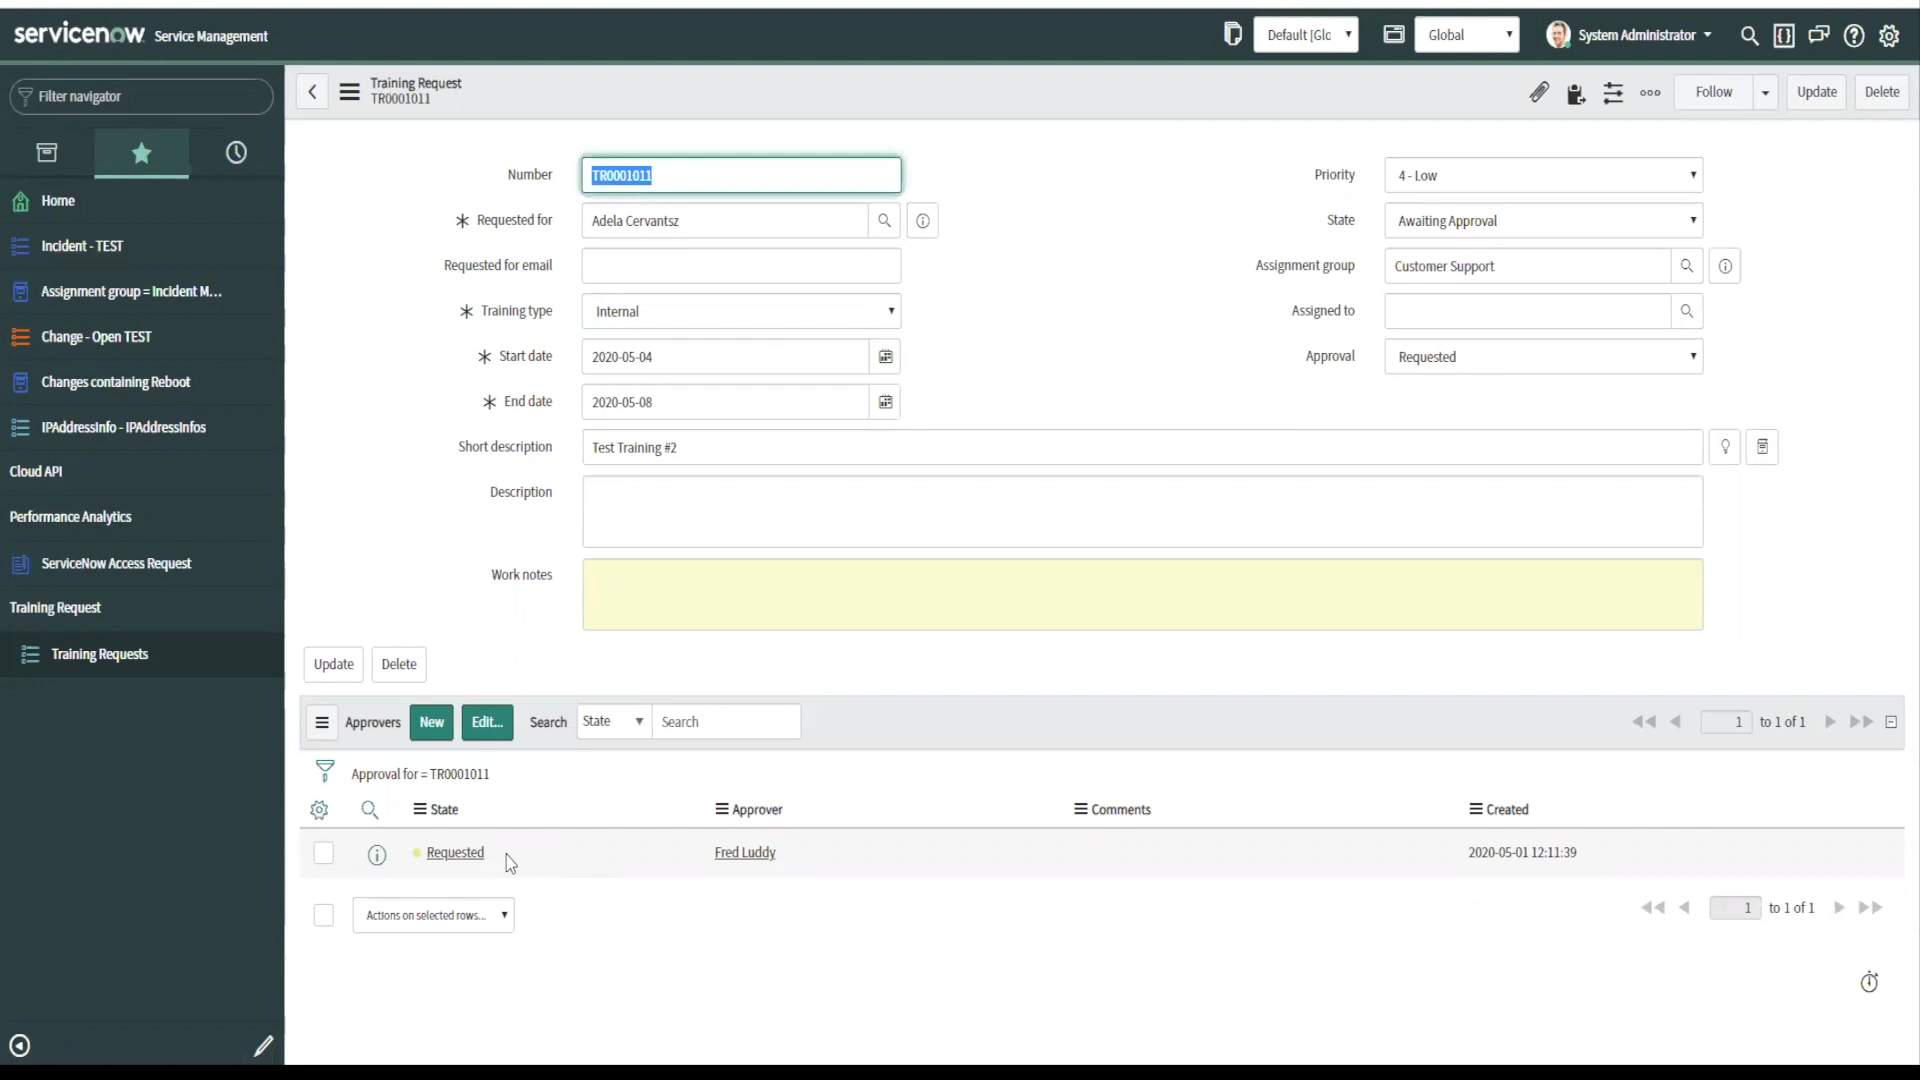 servicenow Service Management
Default [Glc
Global
System Administrator
Filter navigator
Home
Incident - TEST
Assignment group = Incident M...
Change - Open TEST
Changes containing Reboot
IPAddressInfo - IPAddressInfos
Cloud API
Performance Analytics
ServiceNow Access Request
Training Request
Training Requests
Training Request
TR0001011
Follow
Update
Delete
Number
TR0001011
Requested for
Adela Cervantsz
Requested for email
Training type
Internal
Start date
2020-05-04
End date
2020-05-08
Short description
Test Training #2
Description
Work notes
Priority
4 - Low
State
Awaiting Approval
Assignment group
Customer Support
Assigned to
Approval
Requested
Update
Delete
Approvers
New
Edit...
Search
State
Search
1 to 1 of 1
Approval for = TR0001011
State
Approver
Comments
Created
Requested
Fred Luddy
2020-05-01 12:11:39
Actions on selected rows...
1 to 1 of 1